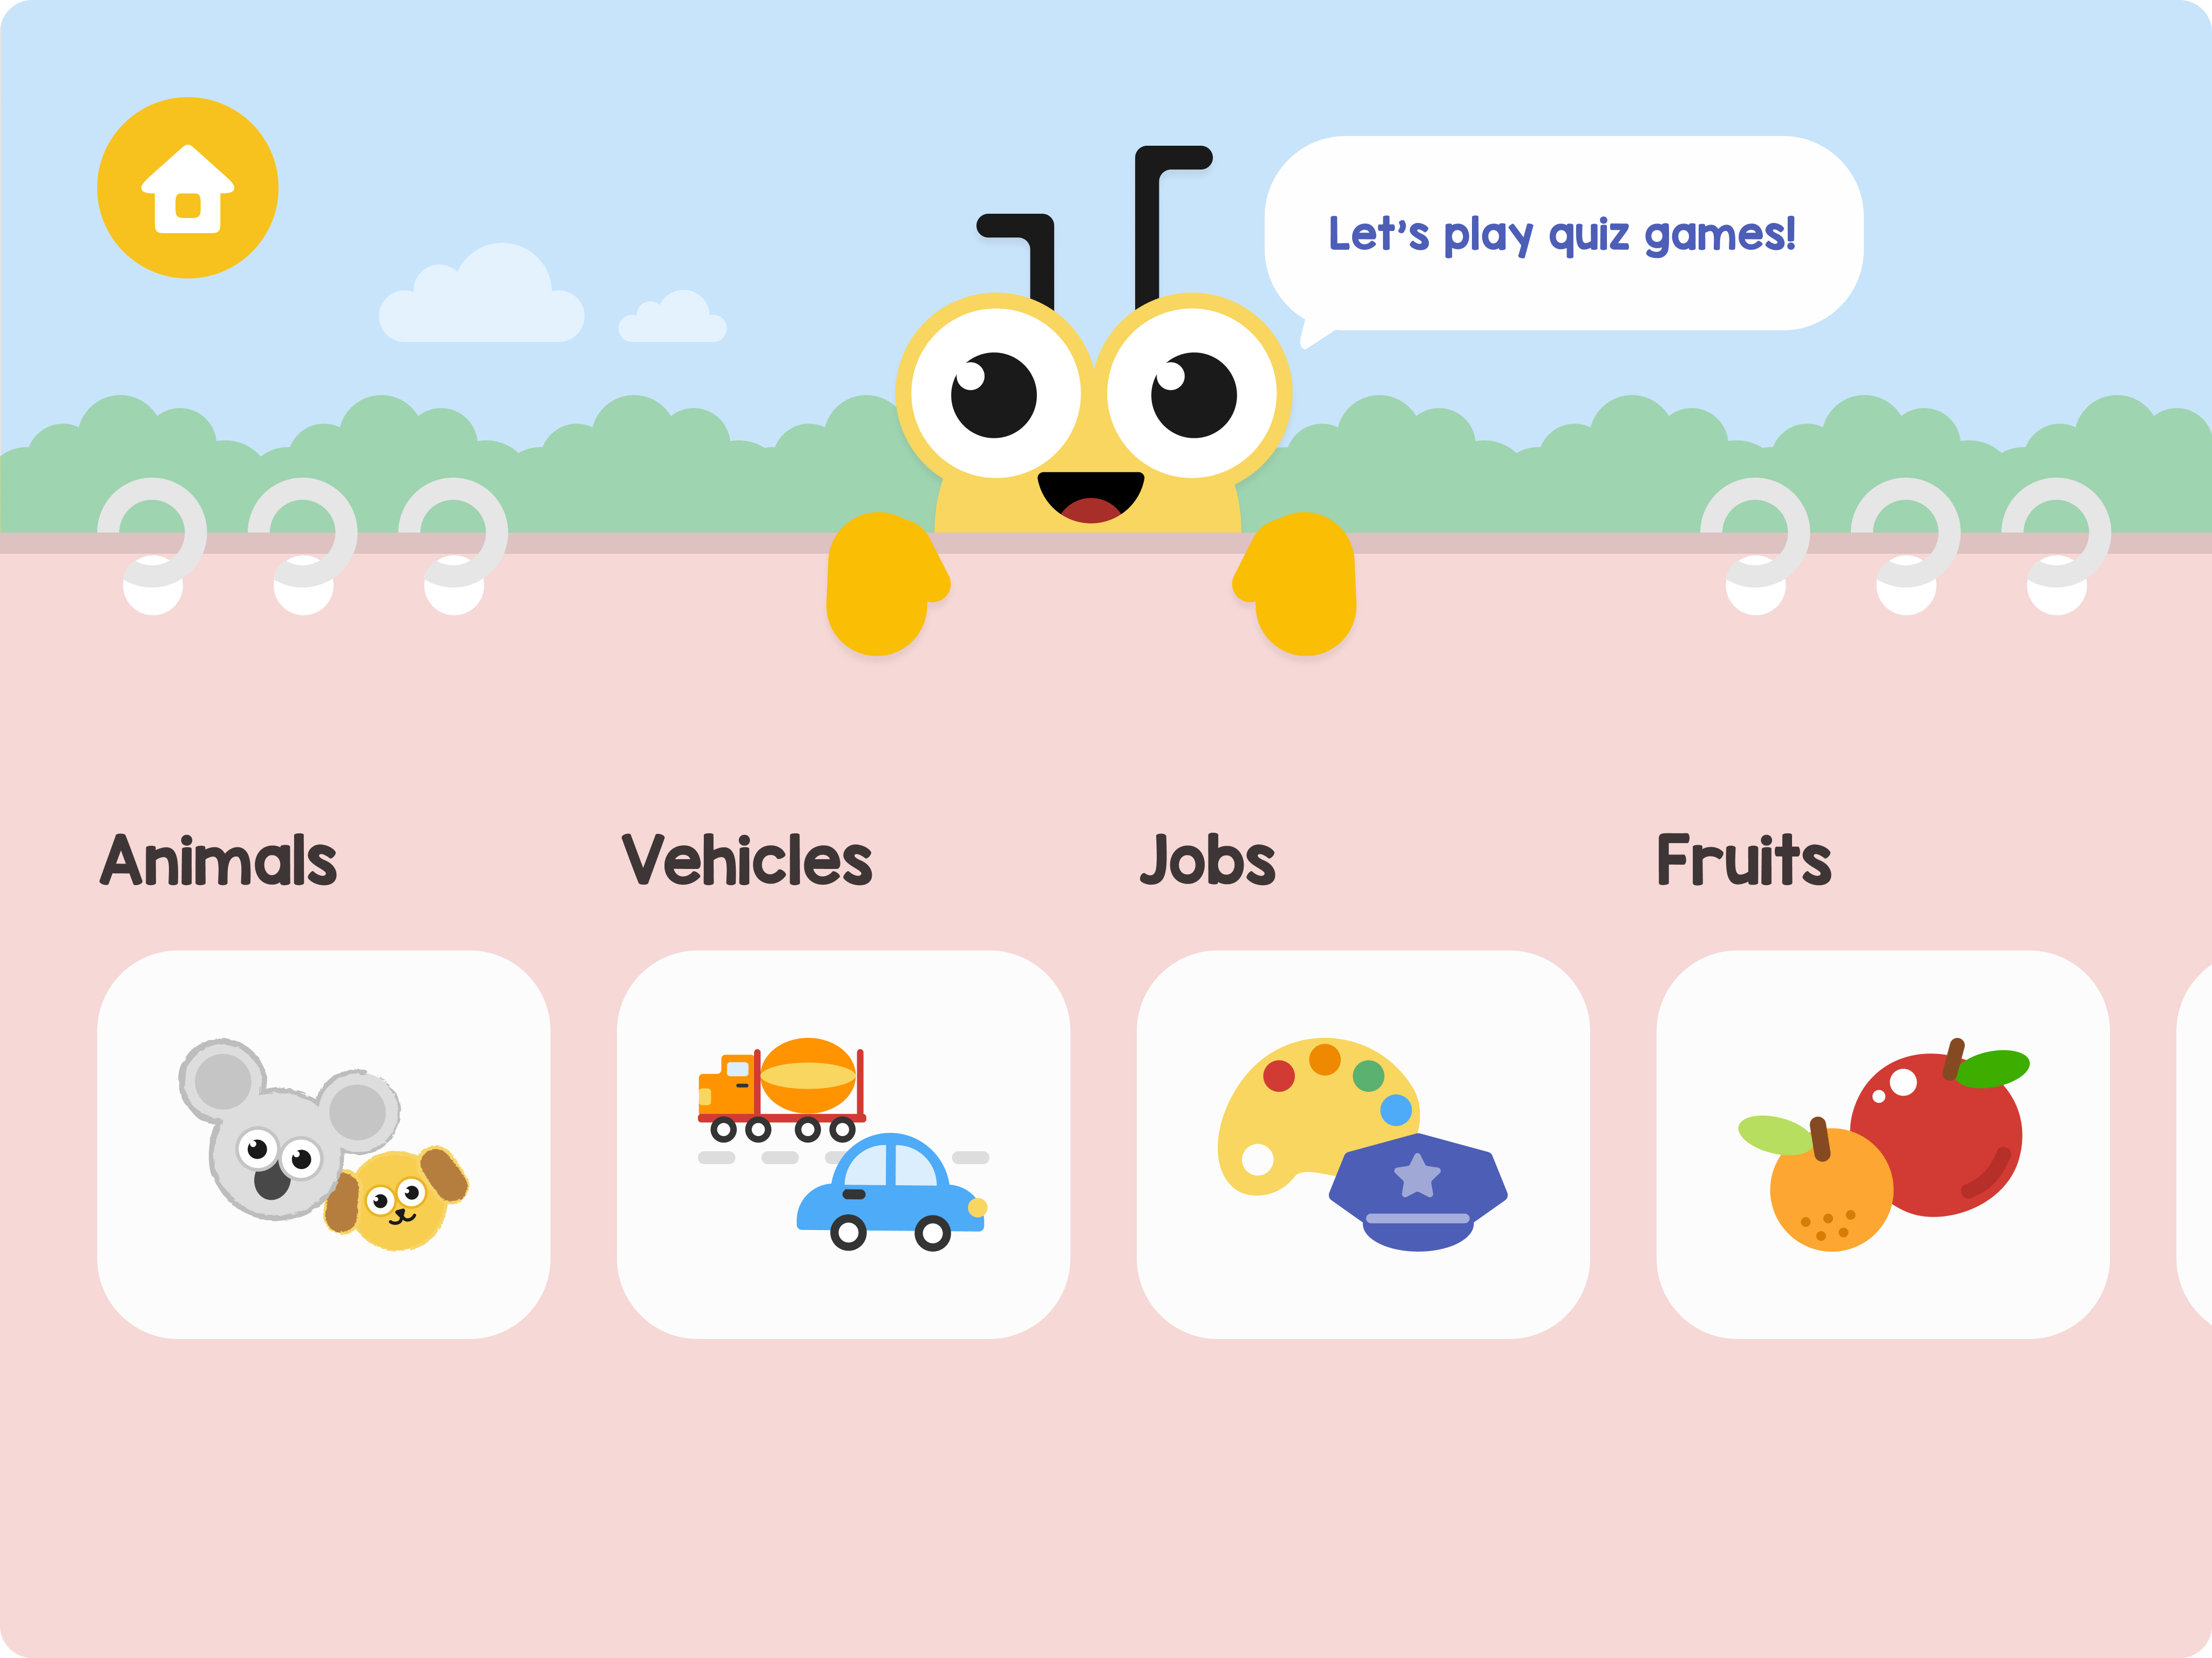 Let's play quiz games!
Animals
Vehicles
Jobs
Fruits